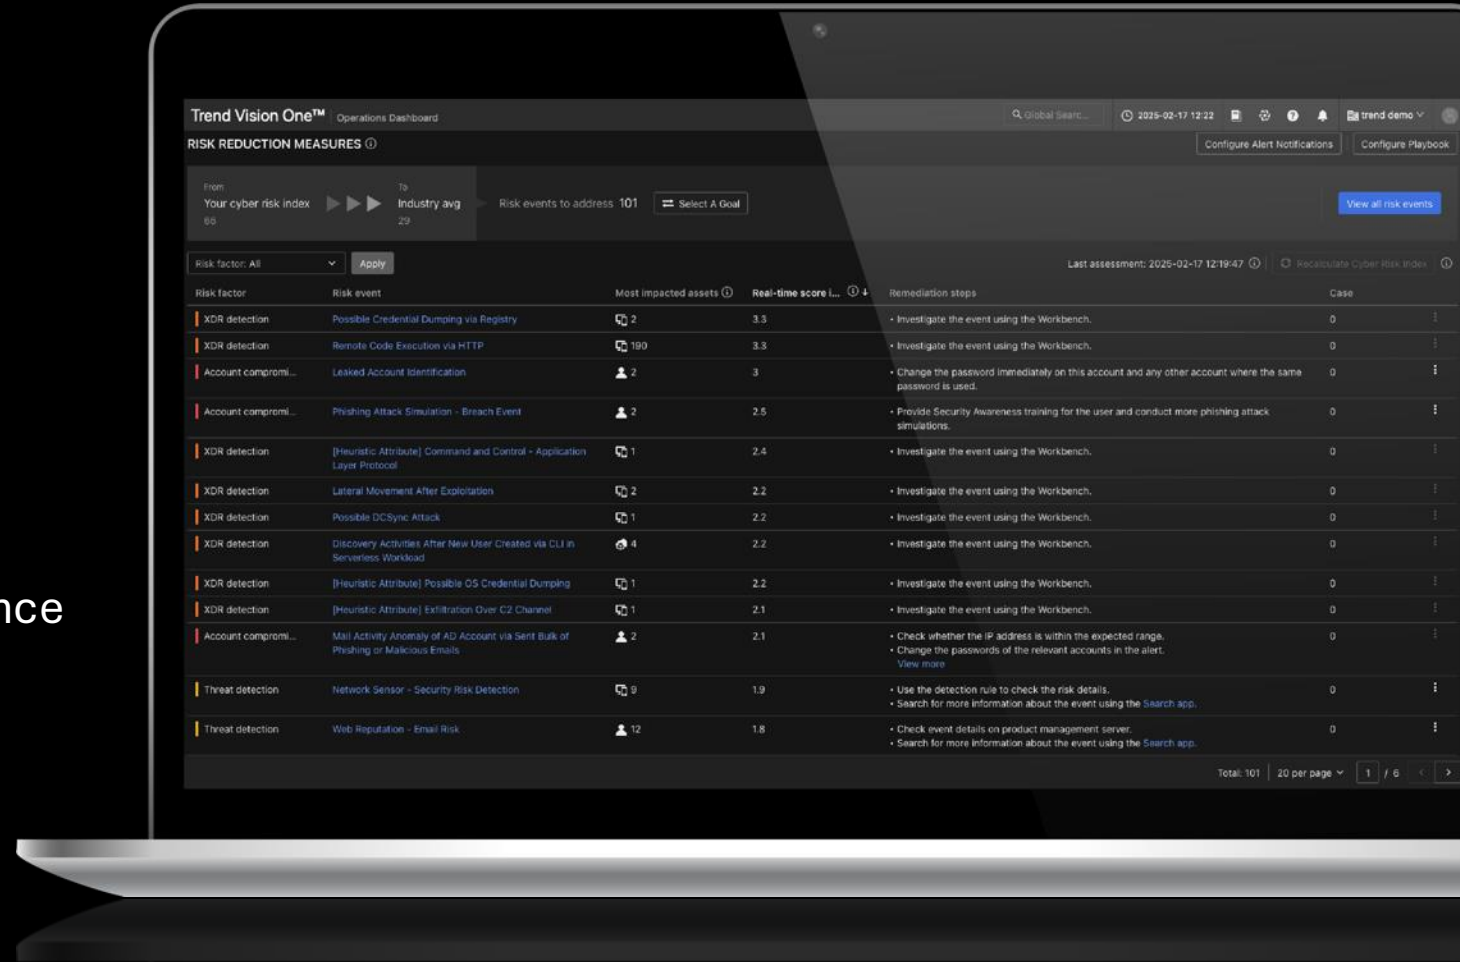 Trend Vision One™ | Operations Dashboard
Global Searc...
2025-02-17 12:22
trend demo
RISK REDUCTION MEASURES
Configure Alert Notifications
Configure Playbook
From
Your cyber risk index
66
To
Industry avg
29
Risk events to address 101
Select A Goal
View all risk events
Risk factor: All
Apply
Last assessment: 2025-02-17 12:19:47
Recalculate Cyber Risk Index
Risk factor Risk event Most impacted assets Real-time score i... Remediation steps Case
XDR detection Possible Credential Dumping via Registry 2 3.3 • Investigate the event using the Workbench. 0
XDR detection Remote Code Execution via HTTP 190 3.3 • Investigate the event using the Workbench. 0
Account compromi... Leaked Account Identification 2 3 • Change the password immediately on this account and any other account where the same 0
password is used.
Account compromi... Phishing Attack Simulation - Breach Event 2 2.5 • Provide Security Awareness training for the user and conduct more phishing attack 0
simulations.
XDR detection [Heuristic Attribute] Command and Control - Application 1 2.4 • Investigate the event using the Workbench. 0
Layer Protocol
XDR detection Lateral Movement After Exploitation 2 2.2 • Investigate the event using the Workbench. 0
XDR detection Possible DCSync Attack 1 2.2 • Investigate the event using the Workbench. 0
XDR detection Discovery Activities After New User Created via CLI in 4 2.2 • Investigate the event using the Workbench. 0
Serverless Workload
XDR detection [Heuristic Attribute] Possible OS Credential Dumping 1 2.2 • Investigate the event using the Workbench. 0
XDR detection [Heuristic Attribute] Exfiltration Over C2 Channel 1 2.1 • Investigate the event using the Workbench. 0
nce
Account compromi... Mail Activity Anomaly of AD Account via Sent Bulk of 2 2.1 • Check whether the IP address is within the expected range. 0
Phishing or Malicious Emails • Change the passwords of the relevant accounts in the alert.
View more
Threat detection Network Sensor - Security Risk Detection 9 1.9 • Use the detection rule to check the risk details. 0
• Search for more information about the event using the Search app.
Threat detection Web Reputation - Email Risk 12 1.8 • Check event details on product management server. 0
• Search for more information about the event using the Search app.
Total: 101 | 20 per page 1 / 6